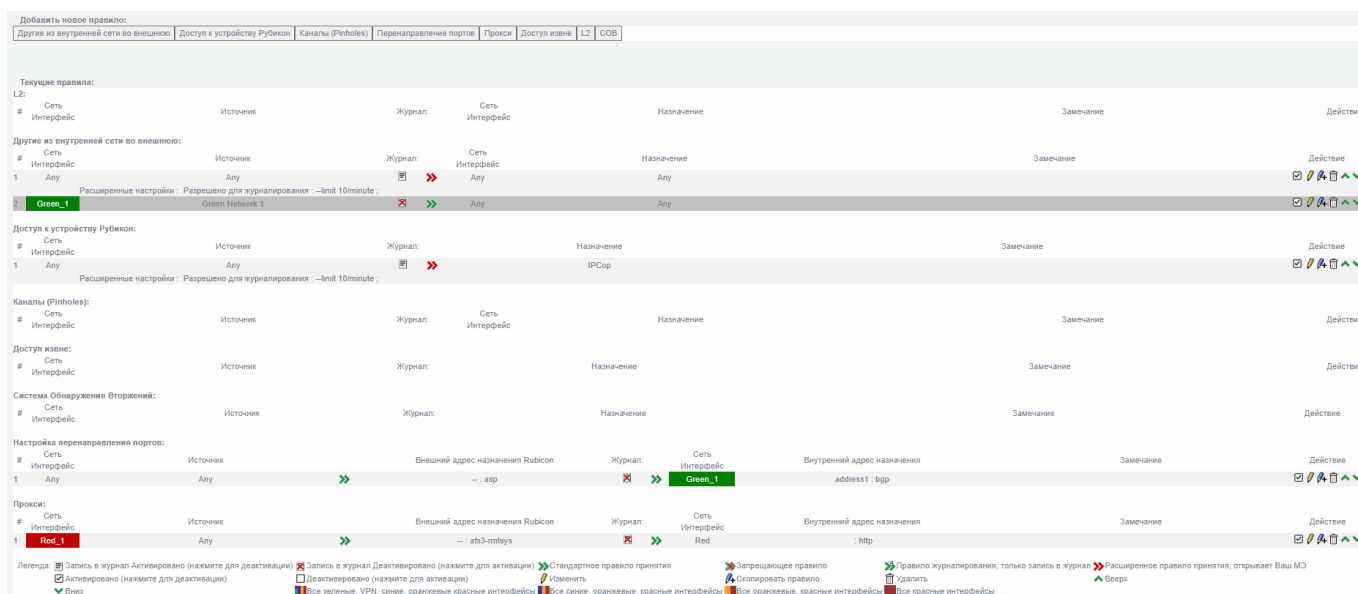 Добавить новое правило:
Другие из внутренней сети во внешнюю Доступ к устройству Рубикон Каналы (Pinholes) Перенаправление портов Прокси Доступ извне L2 СОВ
Текущие правила:
L2:
# Сеть Интерфейс Источник Журнал: Сеть Интерфейс Назначение Замечание Действи
Другие из внутренней сети во внешнюю:
# Сеть Интерфейс Источник Журнал: Сеть Интерфейс Назначение Замечание Действие
1 Any Any Any Any
Расширенные настройки : Разрешено для журналирования : --limit 10/minute ;
2 Green_1 Green Network 1 Any Any
Доступ к устройству Рубикон:
# Сеть Интерфейс Источник Журнал: Назначение Замечание Действие
1 Any Any IPCop
Расширенные настройки : Разрешено для журналирования : --limit 10/minute ;
Каналы (Pinholes):
# Сеть Интерфейс Источник Журнал: Сеть Интерфейс Назначение Замечание Действи
Доступ извне:
# Сеть Интерфейс Источник Журнал: Назначение Замечание Действи
Система Обнаружения Вторжений:
# Сеть Интерфейс Источник Журнал: Назначение Замечание Действие
Настройка перенаправления портов:
# Сеть Интерфейс Источник Внешний адрес назначения Rubicon Журнал: Сеть Интерфейс Внутренний адрес назначения Замечание Действие
1 Any Any -- : asp Green_1 address1 : bgp
Прокси:
# Сеть Интерфейс Источник Внешний адрес назначения Rubicon Журнал: Сеть Интерфейс Внутренний адрес назначения Замечание Действие
1 Red_1 Any -- : afs3-rmtsys Red : http
Легенда: Запись в журнал Активировано (нажмите для деактивации) Запись в журнал Деактивировано (нажмите для активации) Стандартное правило принятия Запрещающее правило Правило журналирования, только запись в журнал Расширенное правило принятия, открывает Ваш МЭ
Активировано (нажмите для деактивации) Деактивировано (нажмите для активации) Изменить Скопировать правило Удалить Вверх
Вниз Все зеленые, VPN, синие, оранжевые красные интерфейсы Все синие, оранжевые, красные интерфейсы Все оранжевые, красные интерфейсы Все красные интерфейсы